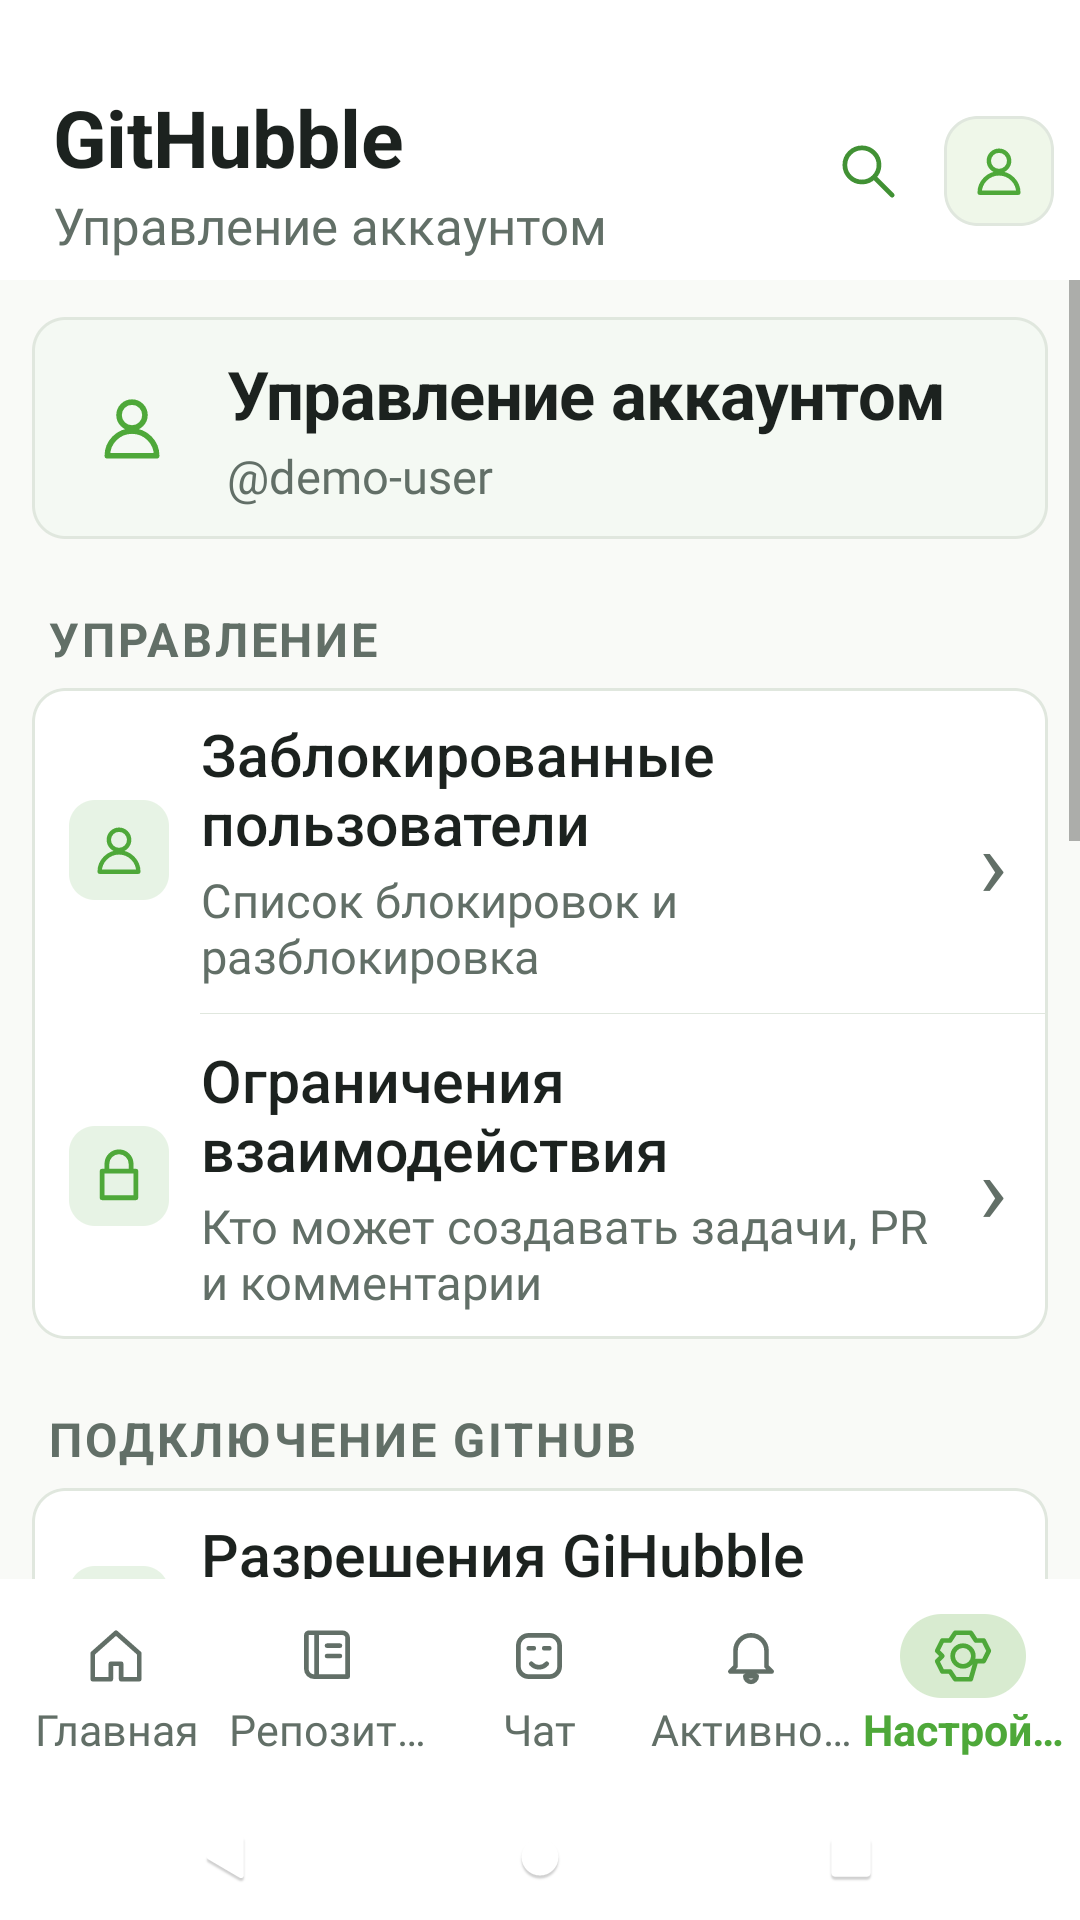 GitHubble
Управление аккаунтом
Управление аккаунтом
@demo-user
УПРАВЛЕНИЕ
Заблокированные
пользователи
Список блокировок и
разблокировка
Ограничения
взаимодействия
Кто может создавать задачи, PR
и комментарии
ПОДКЛЮЧЕНИЕ GITHUB
Разрешения GiHubble
Главная
Репозит...
Чат
Активно...
Настрой...